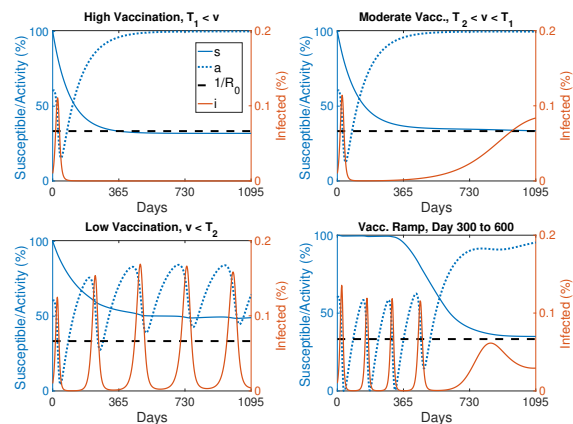 High Vaccination, T1 < v
Susceptible/Activity (%)
100
50
0
s
a
1/R0
i
0.2
0.1
0
Infected (%)
0 365 730 1095
Days
Moderate Vacc., T2 < v < T1
Susceptible/Activity (%)
100
50
0
0.2
0.1
0
Infected (%)
0 365 730 1095
Days
Low Vaccination, v < T2
Susceptible/Activity (%)
100
50
0
0.2
0.1
0
Infected (%)
0 365 730 1095
Days
Vacc. Ramp, Day 300 to 600
Susceptible/Activity (%)
100
50
0
0.2
0.1
0
Infected (%)
0 365 730 1095
Days